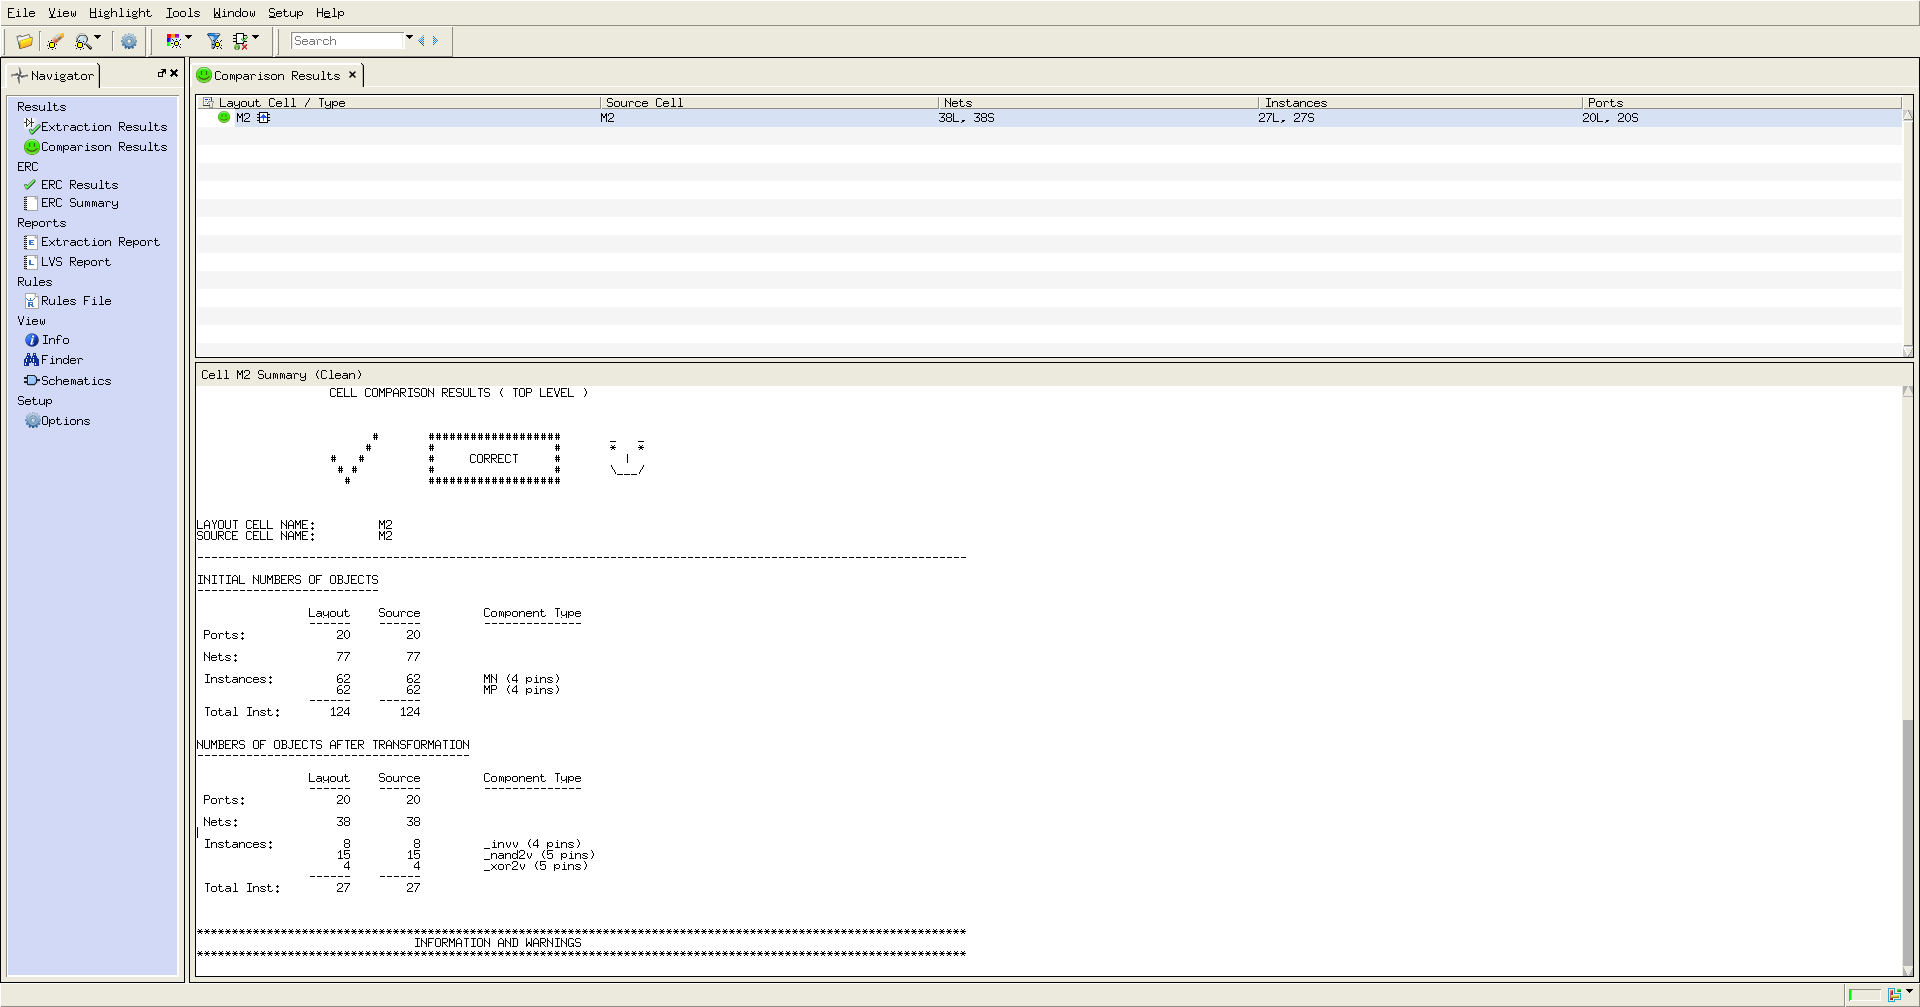 Eile View Highlight Tools Window Setup Help
Search
Navigator
Results
Extraction Results
Comparison Results
ERC
ERC Results
ERC Summary
Reports
Extraction Report
LVS Report
Rules
Rules File
View
Info
Finder
Schematics
Setup
Options
Comparison Results
Layout Cell / Type Source Cell Nets Instances Ports
M2 M2 38L, 38S 27L, 27S 20L, 20S
Cell M2 Summary (Clean)
CELL COMPARISON RESULTS ( TOP LEVEL )
# ################### _ _
# # # * *
# # # CORRECT # |
# # # # \___/
# ###################
LAYOUT CELL NAME: M2
SOURCE CELL NAME: M2
--------------------------------------------------------------------------------------------------------------
INITIAL NUMBERS OF OBJECTS
--------------------------
Layout Source Component Type
------ ------ --------------
Ports: 20 20
Nets: 77 77
Instances: 62 62 MN (4 pins)
62 62 MP (4 pins)
------ ------
Total Inst: 124 124
NUMBERS OF OBJECTS AFTER TRANSFORMATION
---------------------------------------
Layout Source Component Type
------ ------ --------------
Ports: 20 20
Nets: 38 38
Instances: 8 8 _invv (4 pins)
15 15 _nand2v (5 pins)
4 4 _xor2v (5 pins)
------ ------
Total Inst: 27 27
**************************************************************************************************************
INFORMATION AND WARNINGS
**************************************************************************************************************